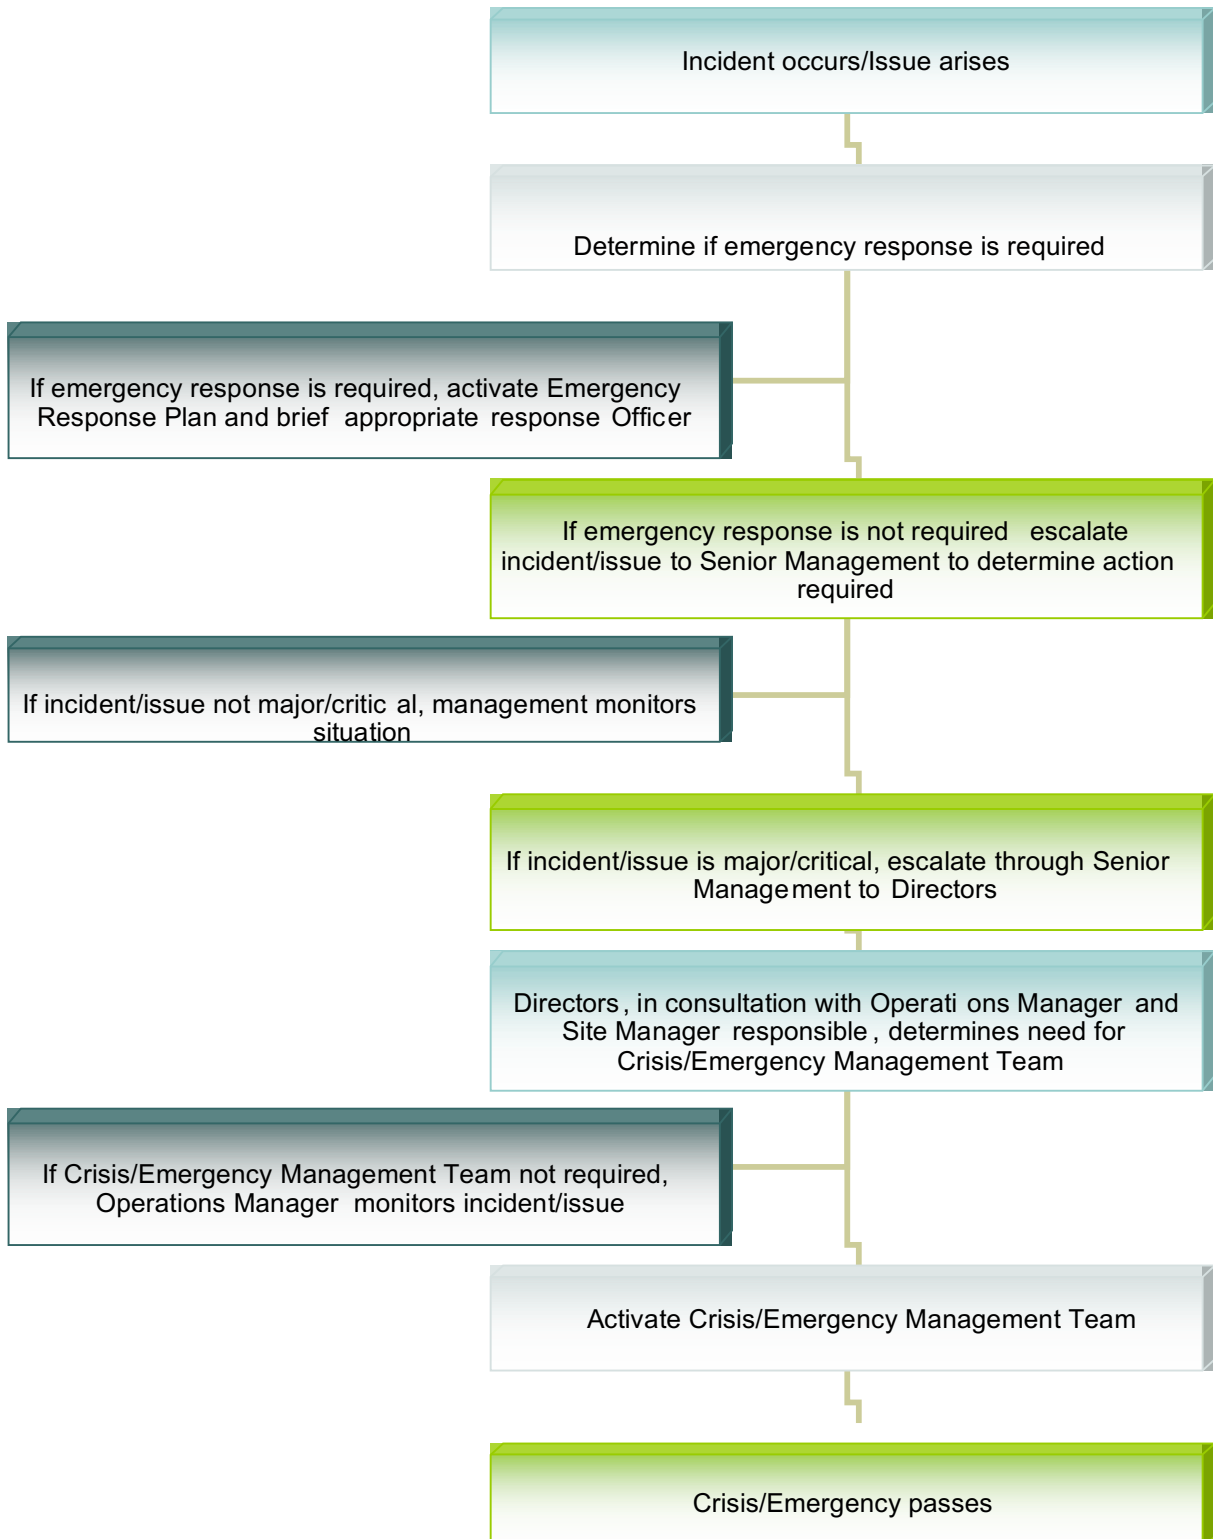 Incident occurs/Issue arises
Determine if emergency response is required
If emergency response is required, activate Emergency
Response Plan and brief appropriate response Officer
If emergency response is not required escalate
incident/issue to Senior Management to determine action
required
If incident/issue not major/critic al, management monitors
situation
If incident/issue is major/critical, escalate through Senior
Management to Directors
Directors, in consultation with Operati ons Manager and
Site Manager responsible, determines need for
Crisis/Emergency Management Team
If Crisis/Emergency Management Team not required,
Operations Manager monitors incident/issue
Activate Crisis/Emergency Management Team
Crisis/Emergency passes